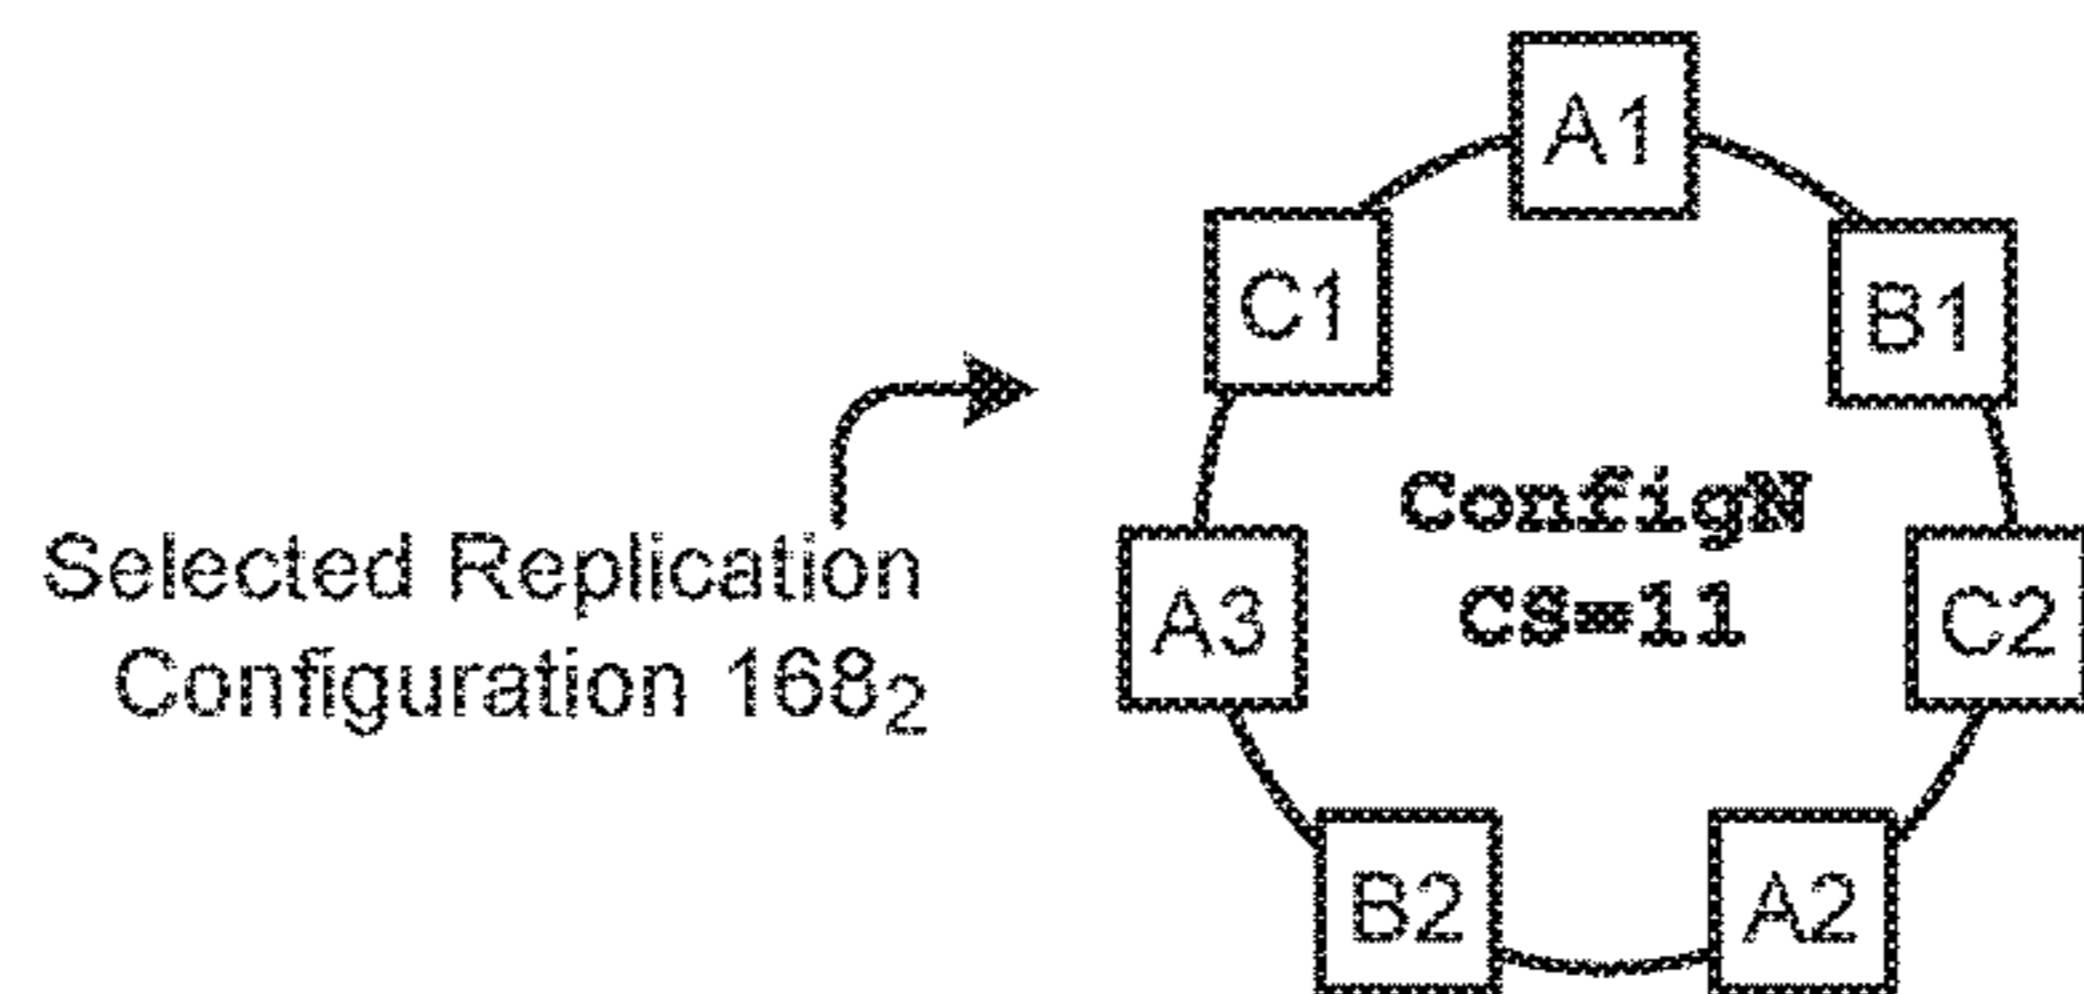 A1
C1
B1
ConfigN
CS=11
Selected Replication
Configuration 168₂
A3
C2
B2
A2